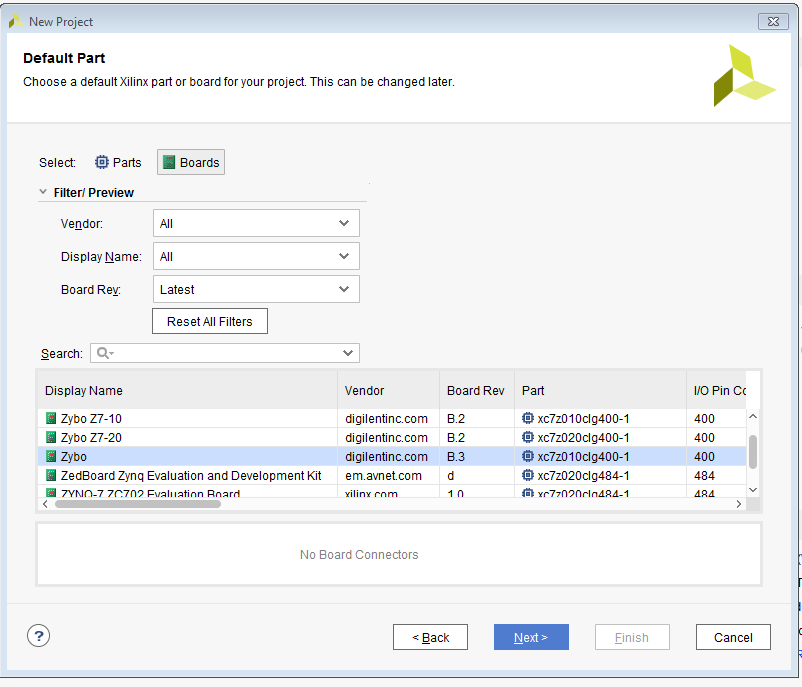 New Project
Default Part
Choose a default Xilinx part or board for your project. This can be changed later.
Select: Parts Boards
Filter/ Preview
Vendor: All
Display Name: All
Board Rev: Latest
Reset All Filters
Search:
Display Name Vendor Board Rev Part I/O Pin Co
Zybo Z7-10 digilentinc.com B.2 xc7z010clg400-1 400
Zybo Z7-20 digilentinc.com B.2 xc7z020clg400-1 400
Zybo digilentinc.com B.3 xc7z010clg400-1 400
ZedBoard Zynq Evaluation and Development Kit em.avnet.com d xc7z020clg484-1 484
ZYNQ-7 ZC702 Evaluation Board xilinx.com 1.0 xc7z020clg484-1 484
No Board Connectors
? < Back Next > Finish Cancel